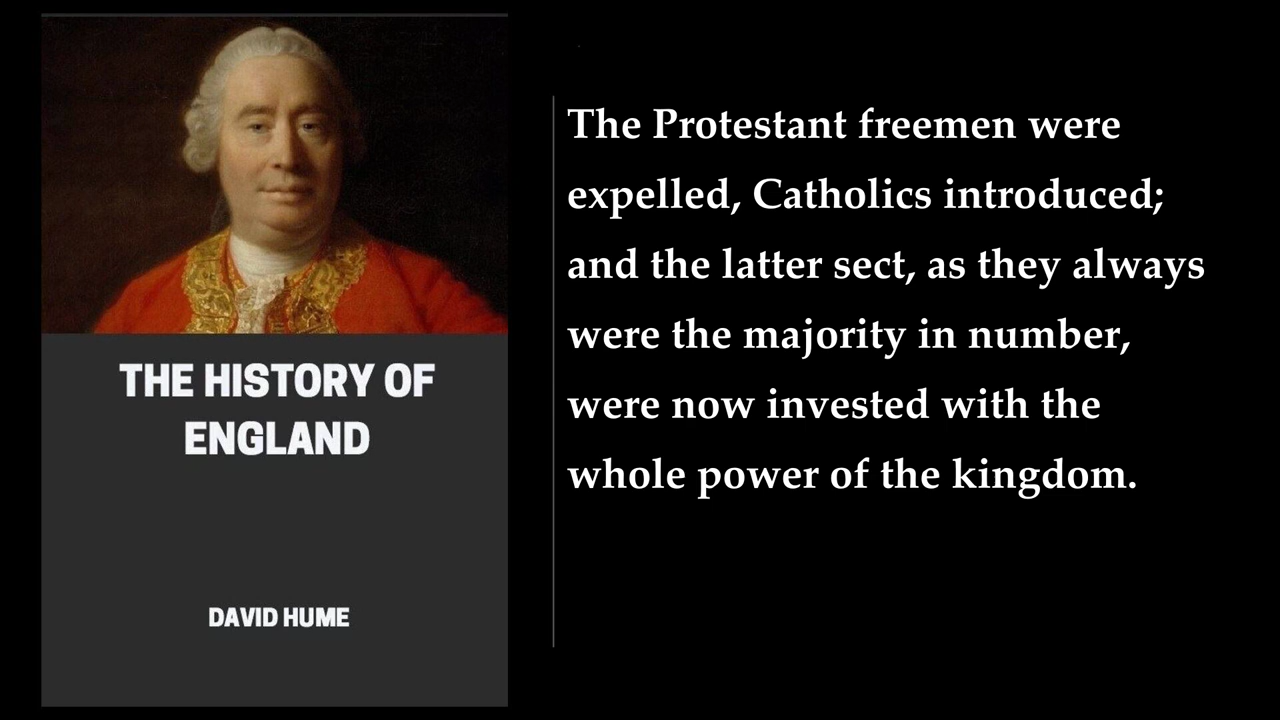 THE HISTORY OF
ENGLAND
DAVID HUME
The Protestant freemen were
expelled, Catholics introduced;
and the latter sect, as they always
were the majority in number,
were now invested with the
whole power of the kingdom.